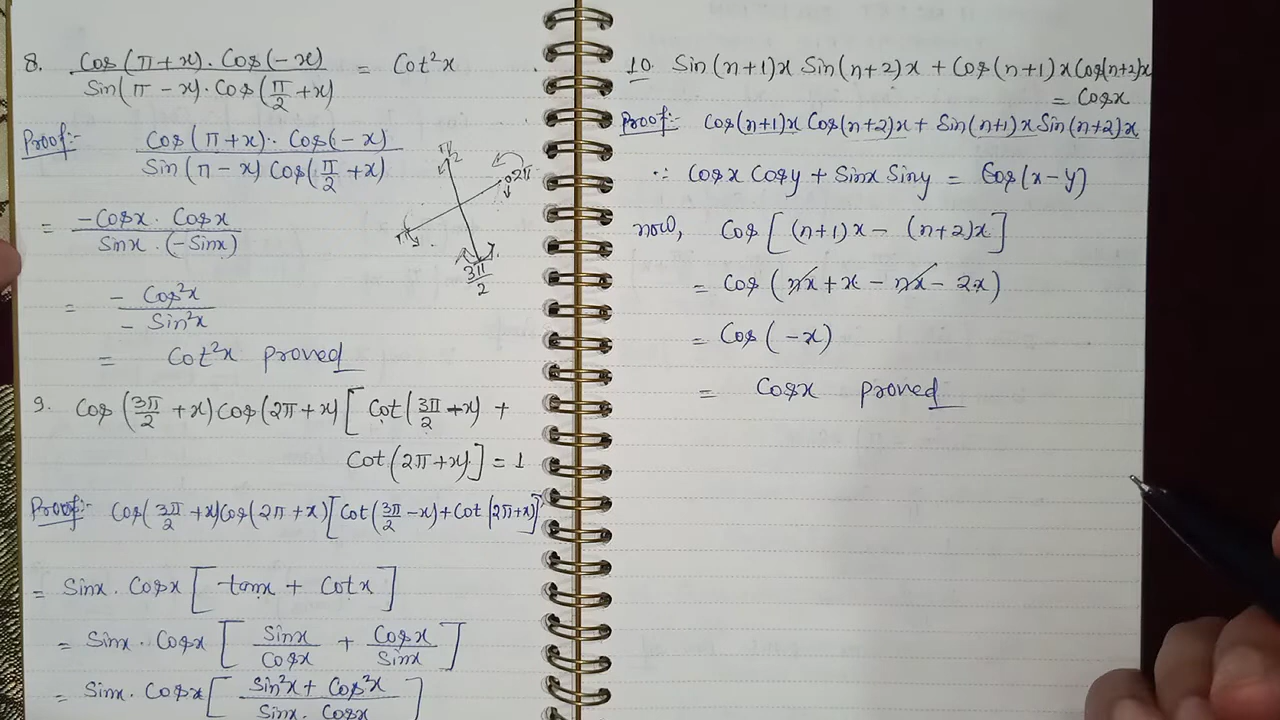 8. Cos(π+x)·Cos(-x) / Sin(π-x)·Cos(π/2+x) = Cot²x
Proof:- Cos(π+x)·Cos(-x) / Sin(π-x)Cos(π/2+x)
= -Cosx·Cosx / Sinx·(-Sinx)
= -Cos²x / -Sin²x
= Cot²x proved
π/2
0 2π
π
3π/2
9. Cos(3π/2+x)Cos(2π+x)[Cot(3π/2-x)+
Cot(2π+x)]=1
Proof:- Cos(3π/2+x)Cos(2π+x)[Cot(3π/2-x)+Cot(2π+x)]
= Sinx·Cosx[tanx+Cotx]
= Sinx·Cosx[Sinx/Cosx+Cosx/Sinx]
= Sinx·Cosx[Sin²x+Cos²x / Sinx·Cosx]
10. Sin(n+1)x Sin(n+2)x+Cos(n+1)x Cos(n+2)x
= Cosx
Proof:- Cos(n+1)x Cos(n+2)x+Sin(n+1)x Sin(n+2)x
∵ Cosx Cosy+Sinx Siny=Cos(x-y)
now, Cos[(n+1)x-(n+2)x]
= Cos(nx+x-nx-2x)
= Cos(-x)
= Cosx proved